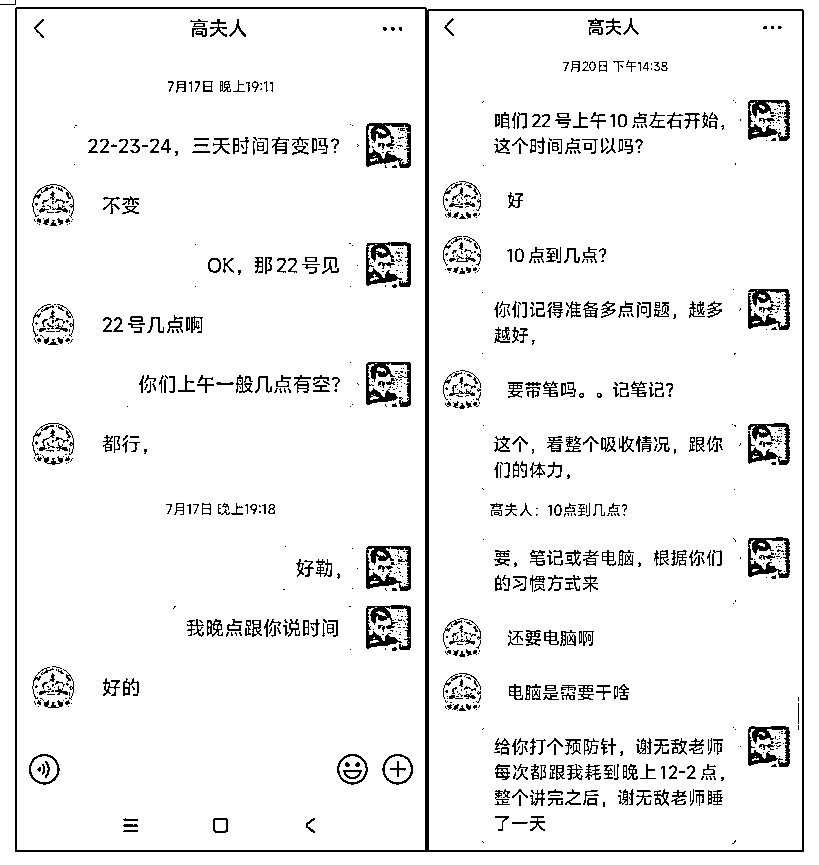 高夫人
7月17日 晚上19:11
22-23-24，三天时间有变吗？
不变
OK，那22号见
22号几点啊
你们上午一般几点有空？
都行，
7月17日 晚上19:18
好勒，
我晚点跟你说时间
好的
高夫人
7月20日 下午14:38
咱们22号上午10点左右开始，
这个时间点可以吗？
好
10点到几点？
你们记得准备多点问题，越多
越好，
要带笔吗。。记笔记？
这个，看整个吸收情况，跟你
们的体力，
高夫人：10点到几点？
要，笔记或者电脑，根据你们
的习惯方式来
还要电脑啊
电脑是需要干啥
给你打个预防针，谢无敌老师
每次都跟我耗到晚上12-2点，
整个讲完之后，谢无敌老师睡
了一天